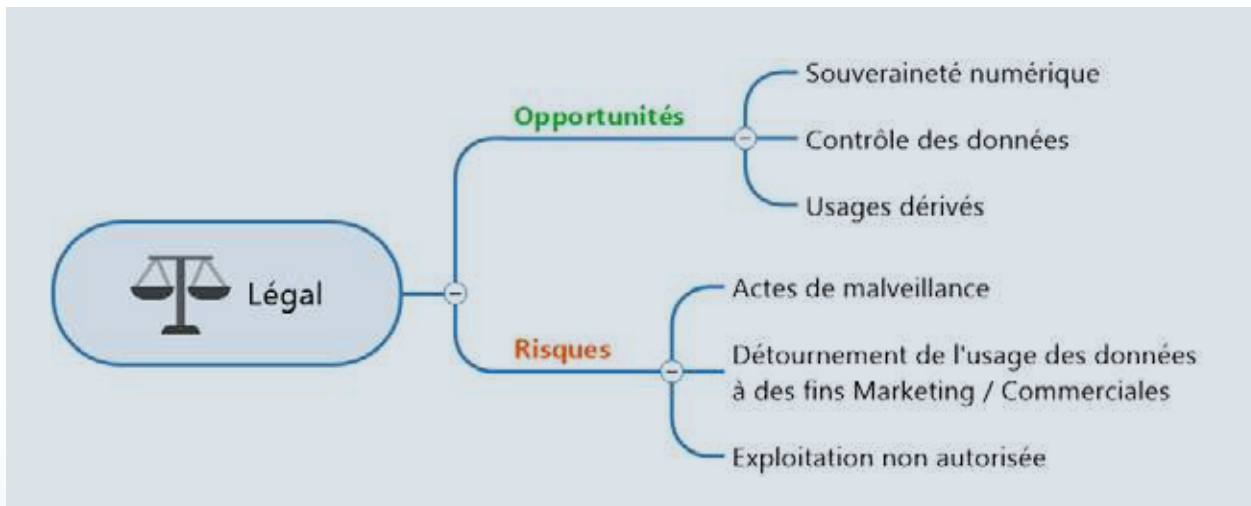 Opportunités
Souveraineté numérique
Contrôle des données
Usages dérivés
Légal
Risques
Actes de malveillance
Détournement de l'usage des données
à des fins Marketing / Commerciales
Exploitation non autorisée